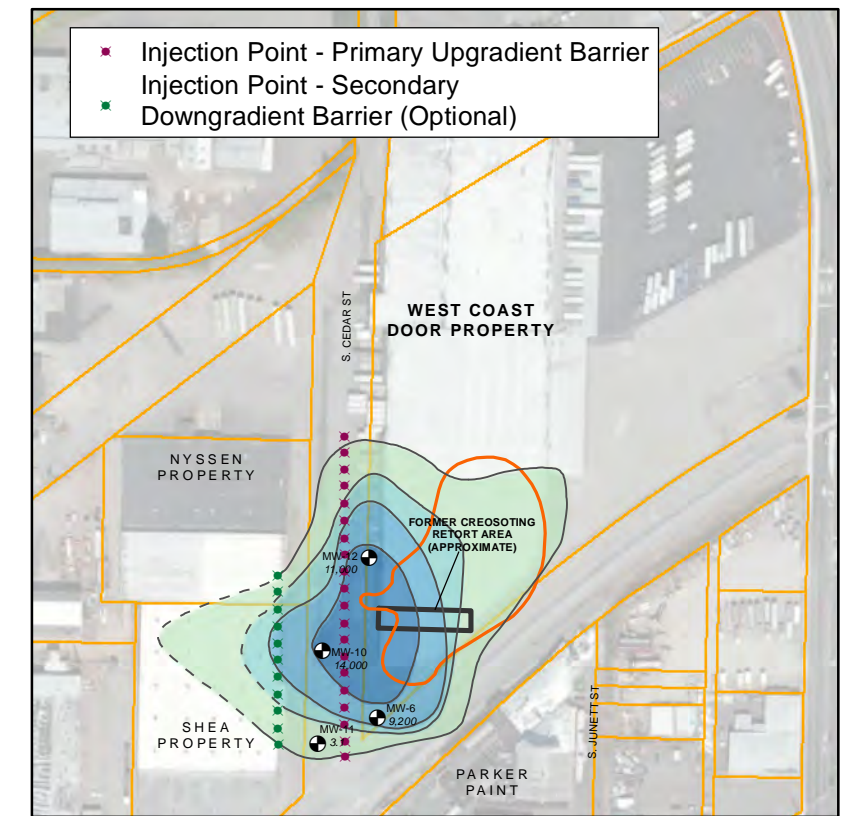 Injection Point - Primary Upgradient Barrier
Injection Point - Secondary
Downgradient Barrier (Optional)
S. CEDAR ST
WEST COAST
DOOR PROPERTY
NYSSEN
PROPERTY
FORMER CREOSOTING
RETORT AREA
(APPROXIMATE)
MW-12
11,000
MW-10
14,000
MW-6
9,200
MW-11
SHEA
PROPERTY
S. JUNETT ST
PARKER
PAINT